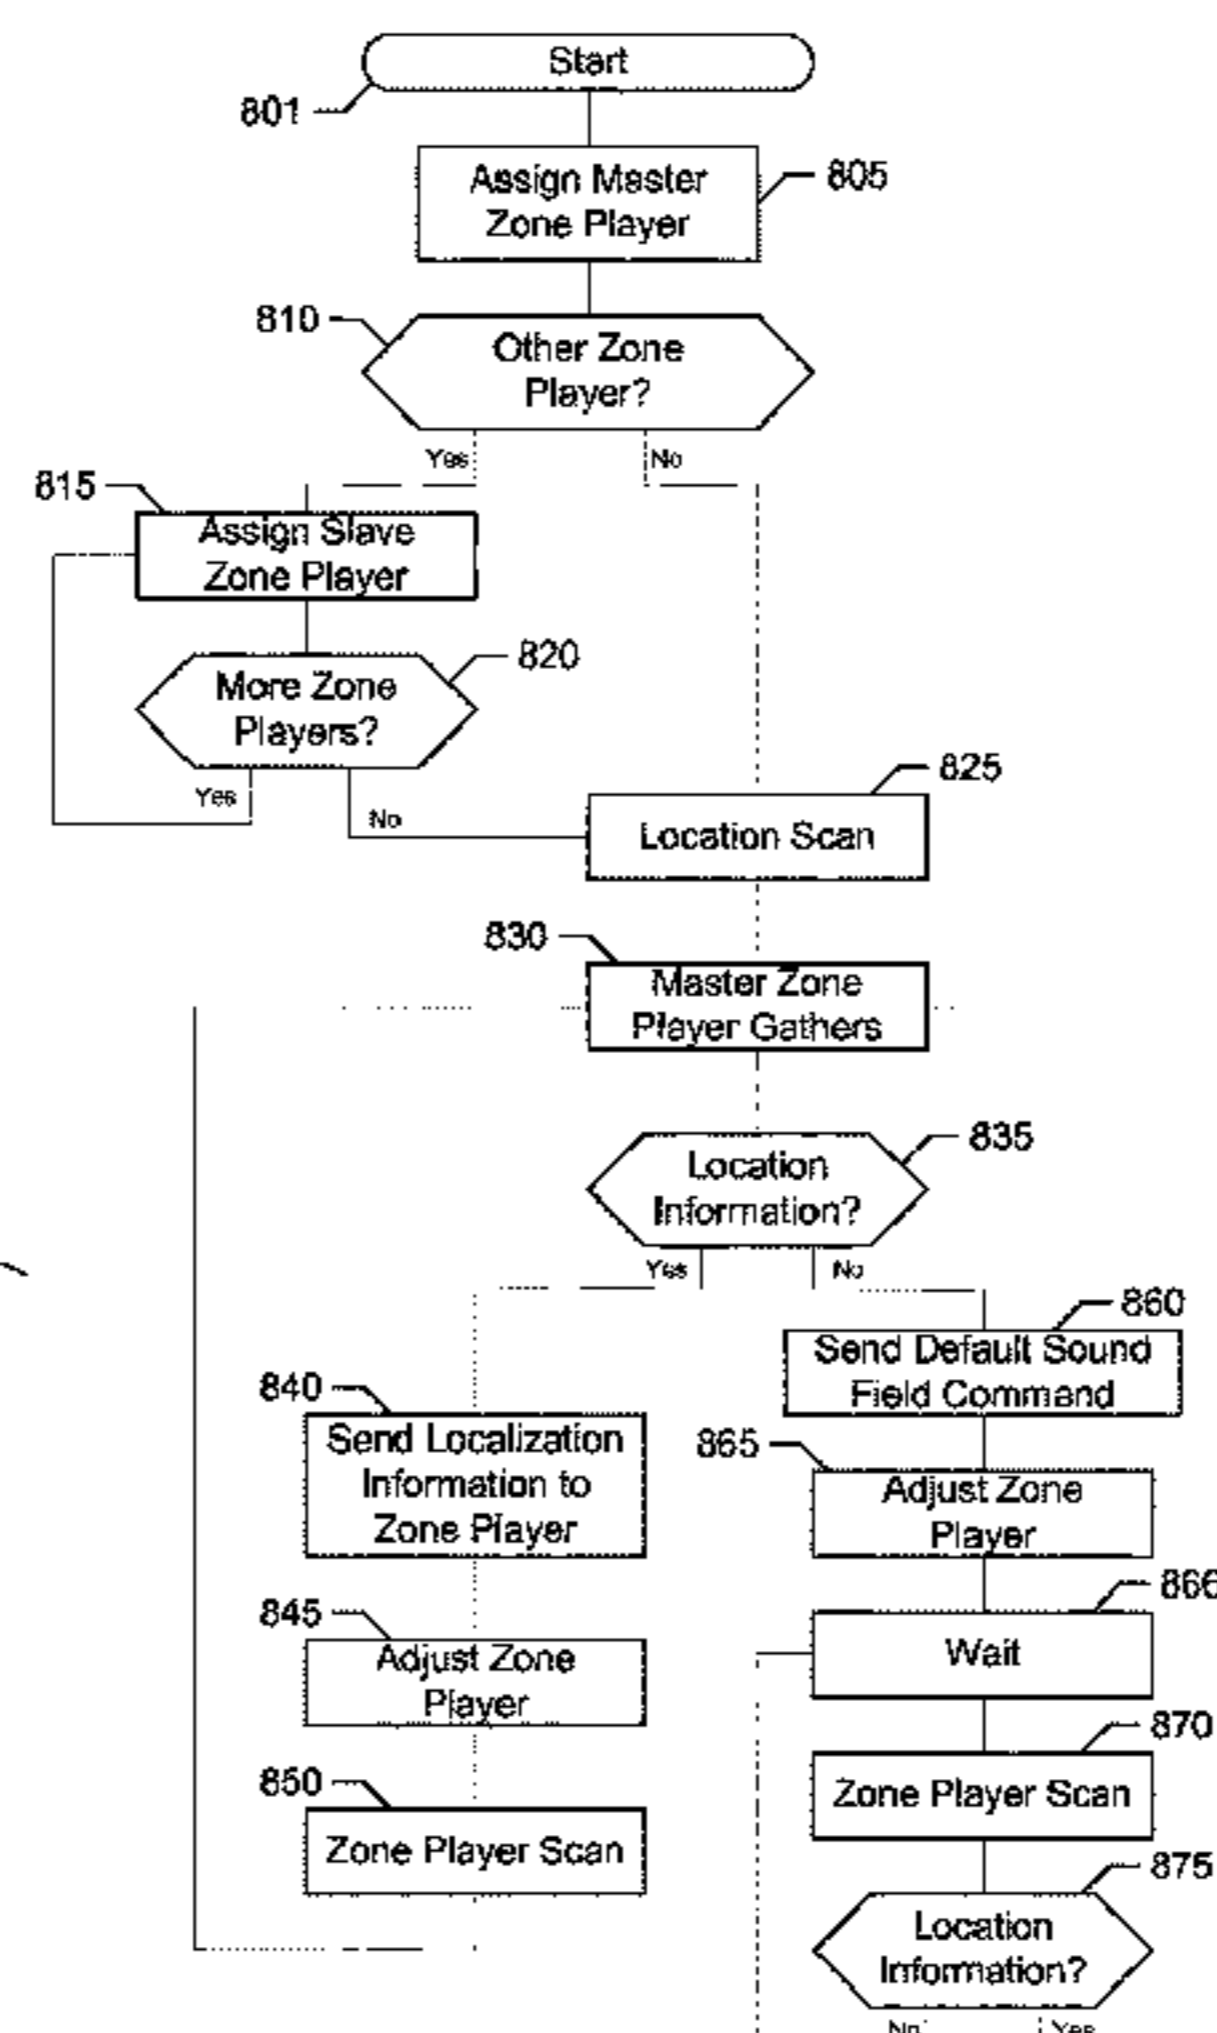 Start
801
Assign Master
Zone Player
805
810
Other Zone
Player?
Yes
No
815
Assign Slave
Zone Player
820
More Zone
Players?
Yes
No
825
Location Scan
830
Master Zone
Player Gathers
835
Location
Information?
Yes
No
860
Send Default Sound
Field Command
840
Send Localization
Information to
Zone Player
865
Adjust Zone
Player
845
Adjust Zone
Player
866
Wait
850
Zone Player Scan
870
Zone Player Scan
875
Location
Information?
No
Yes